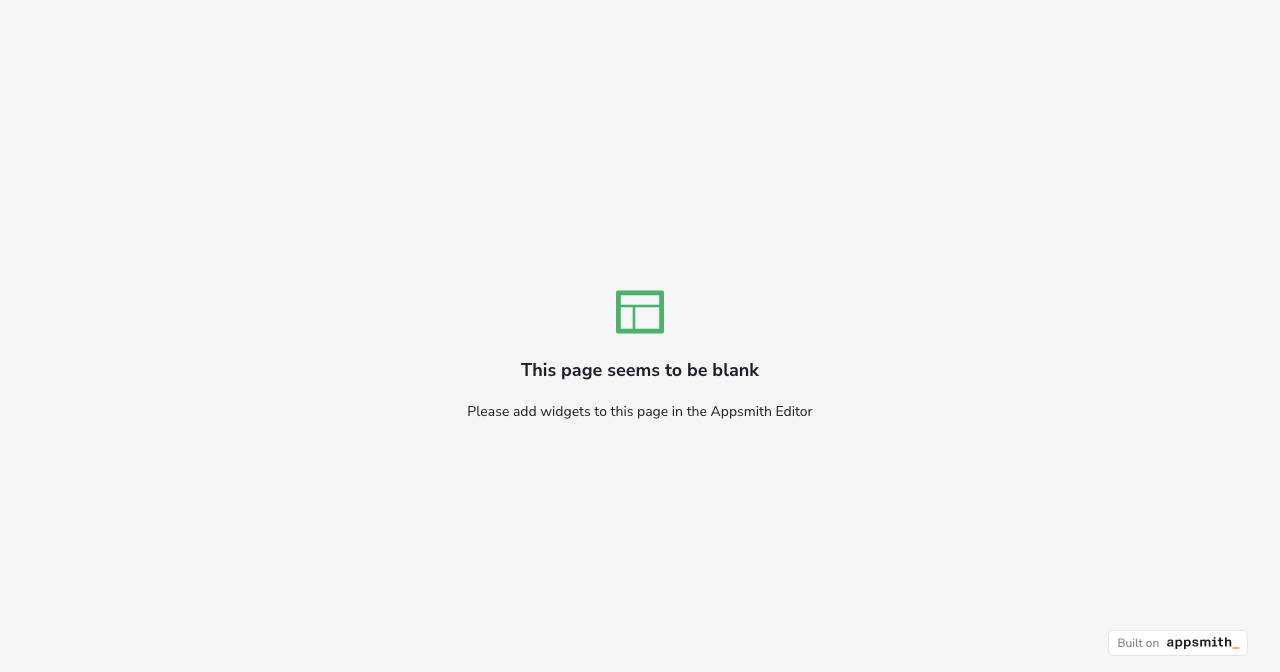 This page seems to be blank
Please add widgets to this page in the Appsmith Editor
Built on appsmith_